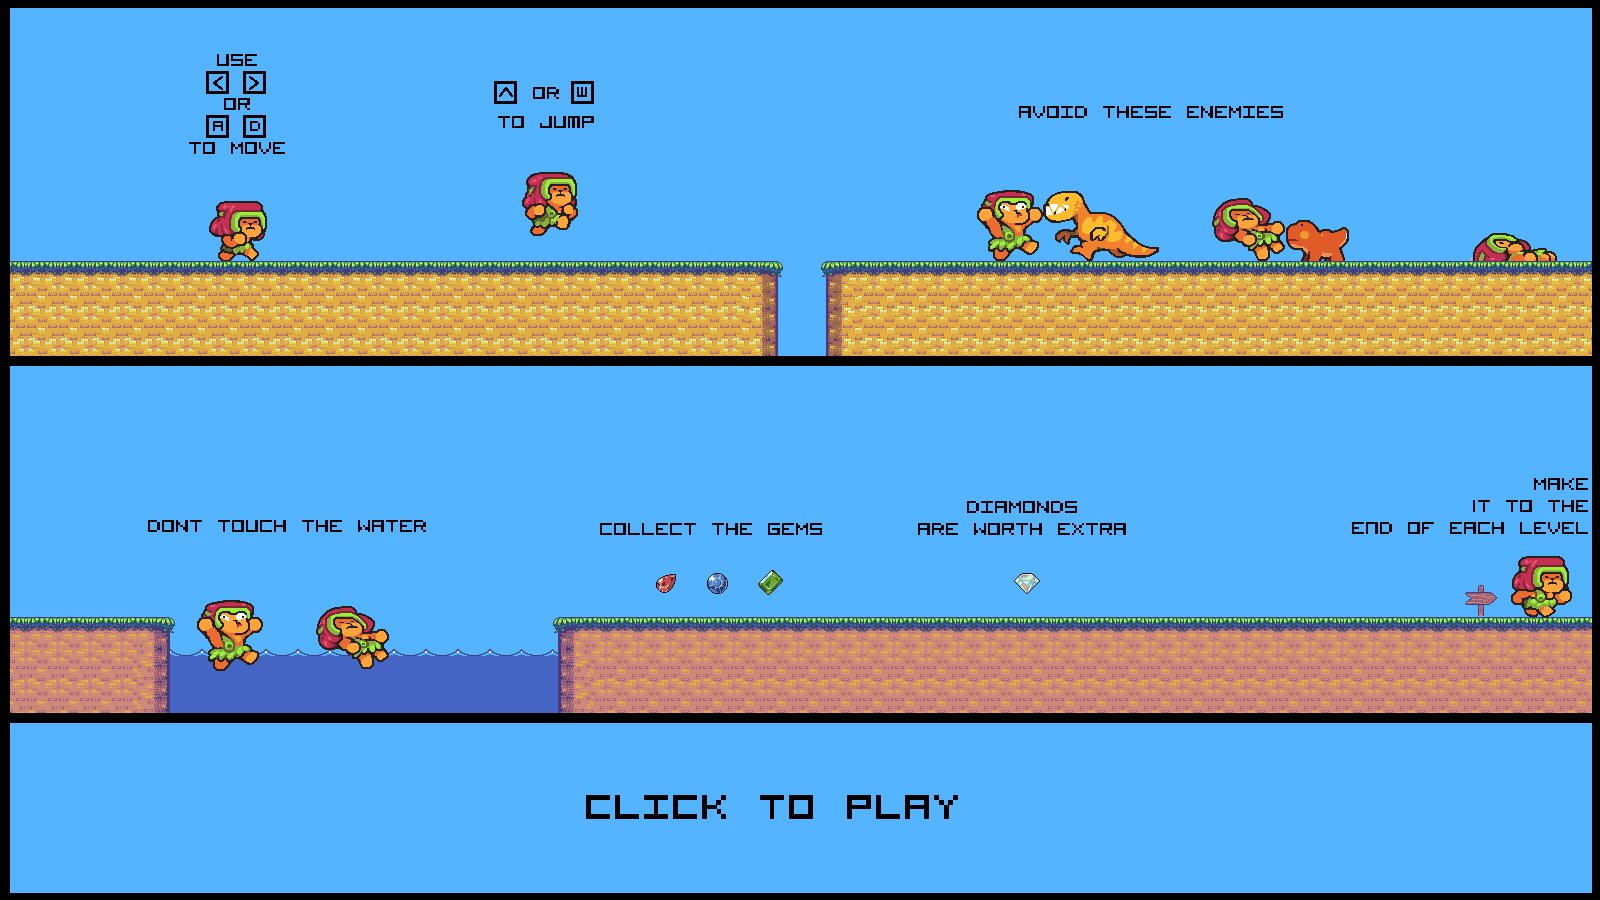 USE
< >
OR
A D
TO MOVE
^ OR W
TO JUMP
AVOID THESE ENEMIES
DONT TOUCH THE WATER
COLLECT THE GEMS
DIAMONDS
ARE WORTH EXTRA
MAKE
IT TO THE
END OF EACH LEVEL
CLICK TO PLAY